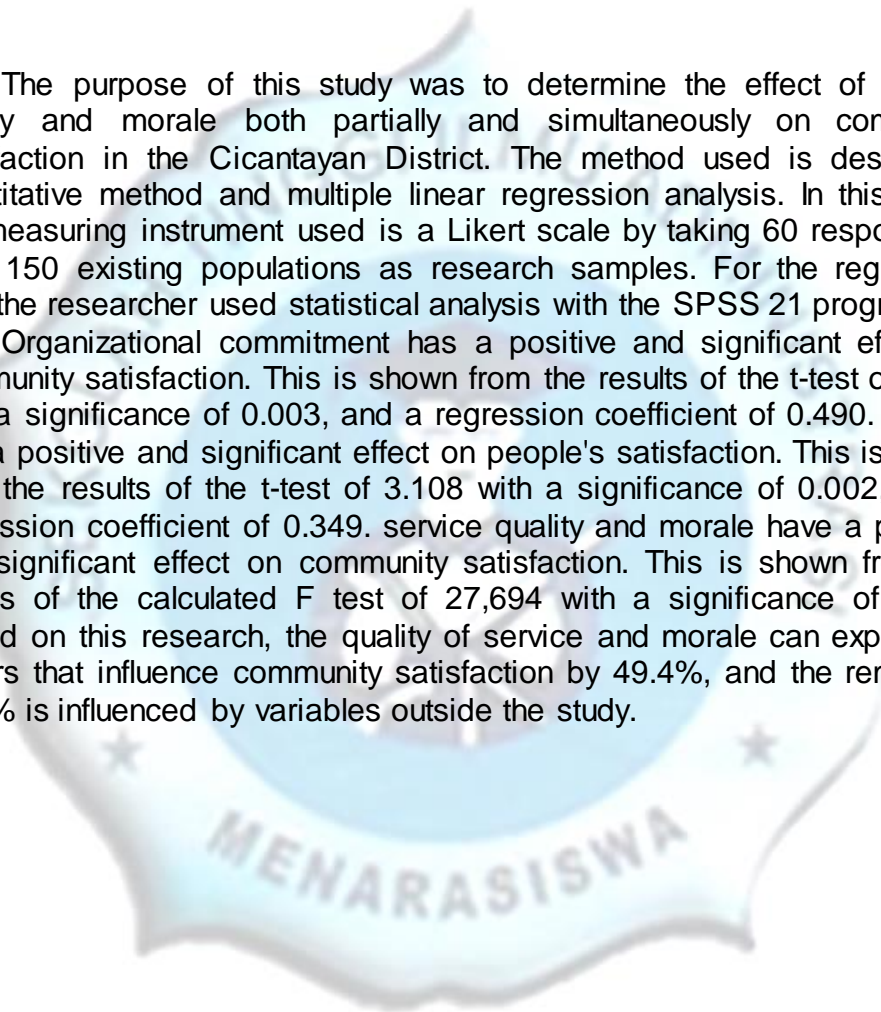 The purpose of this study was to determine the effect of
y and morale both partially and simultaneously on cor
action in the Cicantayan District. The method used is des
titative method and multiple linear regression analysis. In this
measuring instrument used is a Likert scale by taking 60 respo
150 existing populations as research samples. For the reg
the researcher used statistical analysis with the SPSS 21 progr
Organizational commitment has a positive and significant ef
munity satisfaction. This is shown from the results of the t-test o
a significance of 0.003, and a regression coefficient of 0.490.
a positive and significant effect on people's satisfaction. This is
the results of the t-test of 3.108 with a significance of 0.002.
ession coefficient of 0.349. service quality and morale have a p
significant effect on community satisfaction. This is shown fr
s of the calculated F test of 27,694 with a significance of
d on this research, the quality of service and morale can exp
rs that influence community satisfaction by 49.4%, and the rer
% is influenced by variables outside the study.
MENARASISWA